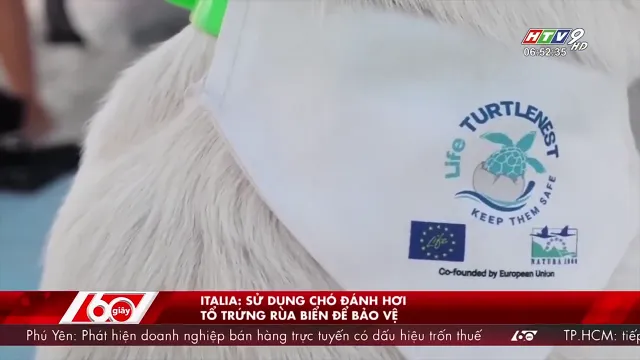 HTV9 HD
06:52:35
Life TURTLENEST
KEEP THEM SAFE
Life
NATURA 2000
Co-founded by European Union
60 giây
ITALIA: SỬ DỤNG CHÓ ĐÁNH HƠI
TỔ TRỨNG RÙA BIỂN ĐỂ BẢO VỆ
Phú Yên: Phát hiện doanh nghiệp bán hàng trực tuyến có dấu hiệu trốn thuế
60
TP.HCM: tiếp